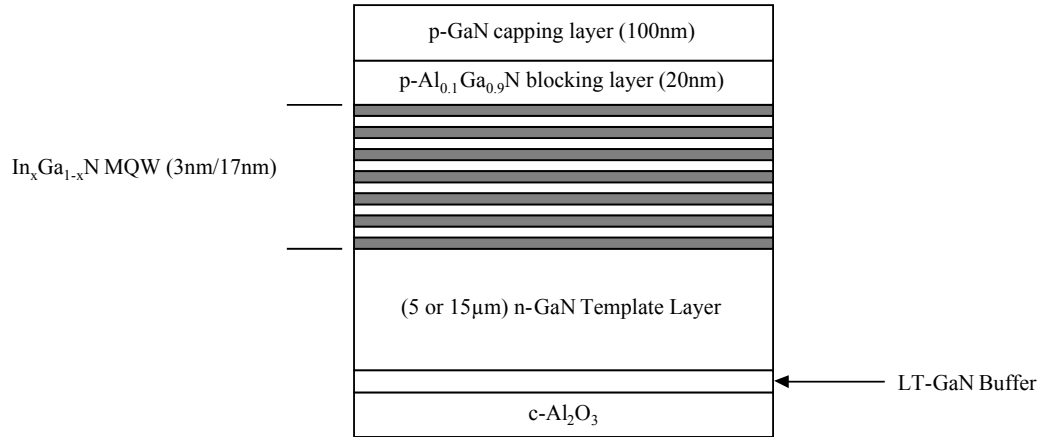 p-GaN capping layer (100nm)
p-Al₀.₁Ga₀.₉N blocking layer (20nm)
InₓGa₁₋ₓN MQW (3nm/17nm)
(5 or 15μm) n-GaN Template Layer
LT-GaN Buffer
c-Al₂O₃